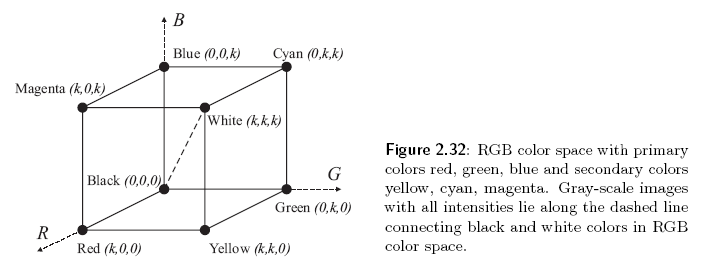 B
Blue (0,0,k)
Cyan (0,k,k)
Magenta (k,0,k)
White (k,k,k)
Black (0,0,0)
G
Green (0,k,0)
R
Red (k,0,0)
Yellow (k,k,0)
Figure 2.32: RGB color space with primary
colors red, green, blue and secondary colors
yellow, cyan, magenta. Gray-scale images
with all intensities lie along the dashed line
connecting black and white colors in RGB
color space.